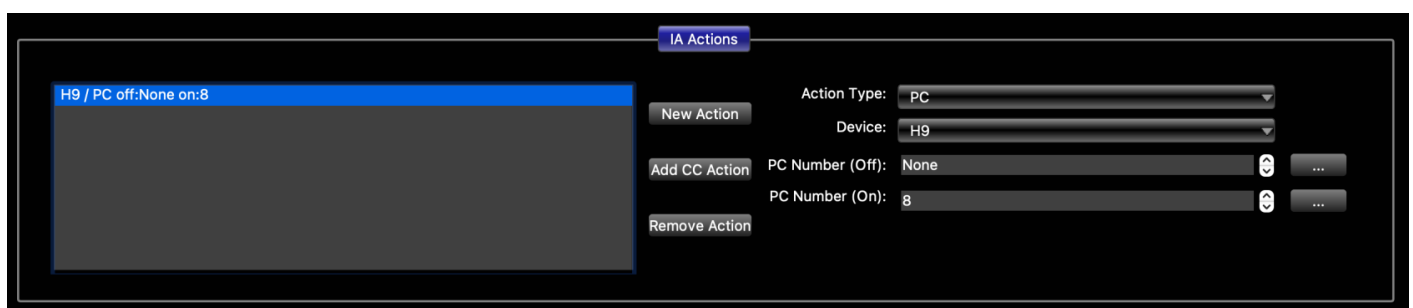 IA Actions
H9 / PC off:None on:8
New Action
Add CC Action
Remove Action
Action Type: PC
Device: H9
PC Number (Off): None ...
PC Number (On): 8 ...